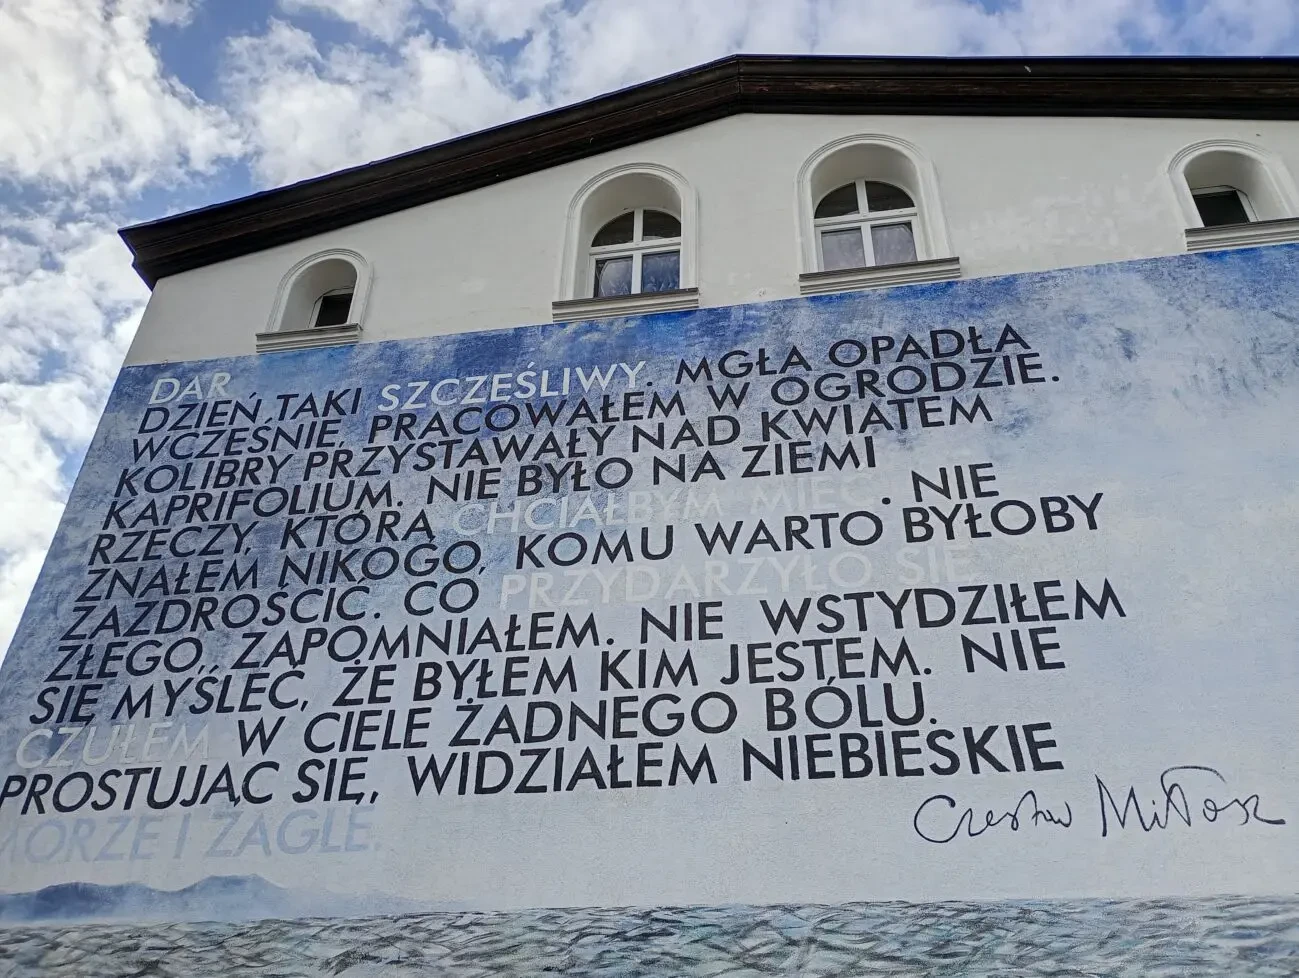 DAR
DZIEŃ TAKI SZCZĘŚLIWY. MGŁA OPADŁA
WCZEŚNIE, PRACOWAŁEM W OGRODZIE.
KOLIBRY PRZYSTAWAŁY NAD KWIATEM
KAPRIFOLIUM. NIE BYŁO NA ZIEMI
RZECZY, KTÓRĄ CHCIAŁBYM MIEĆ. NIE
ZNAŁEM NIKOGO, KOMU WARTO BYŁOBY
ZAZDROŚCIĆ. CO PRZYDARZYŁO SIĘ
ZŁEGO, ZAPOMNIAŁEM. NIE WSTYDZIŁEM
SIĘ MYŚLEĆ, ŻE BYŁEM KIM JESTEM. NIE
CZUŁEM W CIELE ŻADNEGO BÓLU.
PROSTUJĄC SIĘ, WIDZIAŁEM NIEBIESKIE
MORZE I ŻAGLE.
Czesław Miłosz